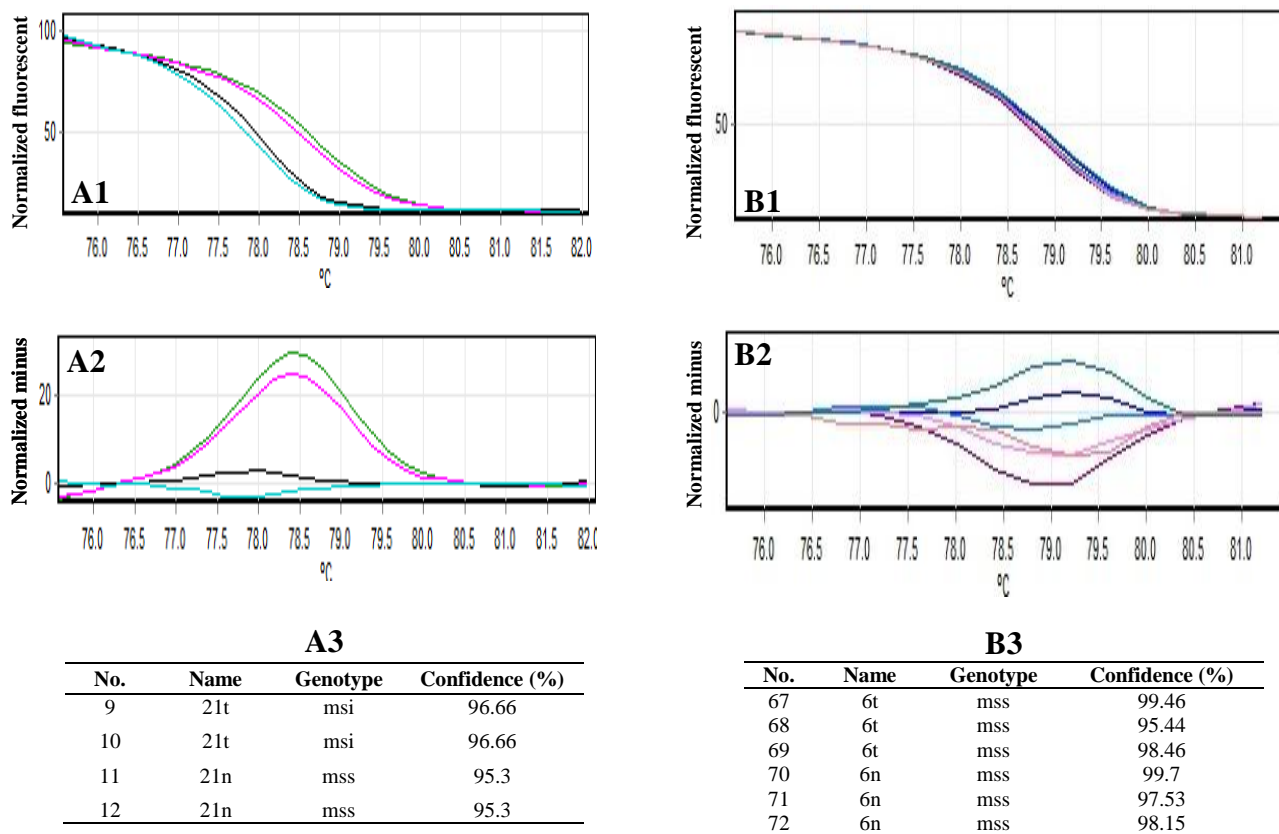 Normalized fluorescent
100
50
A1
76.0 76.5 77.0 77.5 78.0 78.5 79.0 79.5 80.0 80.5 81.0 81.5 82.0
ºC
Normalized fluorescent
50
B1
76.0 76.5 77.0 77.5 78.0 78.5 79.0 79.5 80.0 80.5 81.0
ºC
Normalized minus
A2
20
0
76.0 76.5 77.0 77.5 78.0 78.5 79.0 79.5 80.0 80.5 81.0 81.5 82.0
ºC
Normalized minus
B2
0
76.0 76.5 77.0 77.5 78.0 78.5 79.0 79.5 80.0 80.5 81.0
ºC
A3
No. Name Genotype Confidence (%)
9 21t msi 96.66
10 21t msi 96.66
11 21n mss 95.3
12 21n mss 95.3
B3
No. Name Genotype Confidence (%)
67 6t mss 99.46
68 6t mss 95.44
69 6t mss 98.46
70 6n mss 99.7
71 6n mss 97.53
72 6n mss 98.15